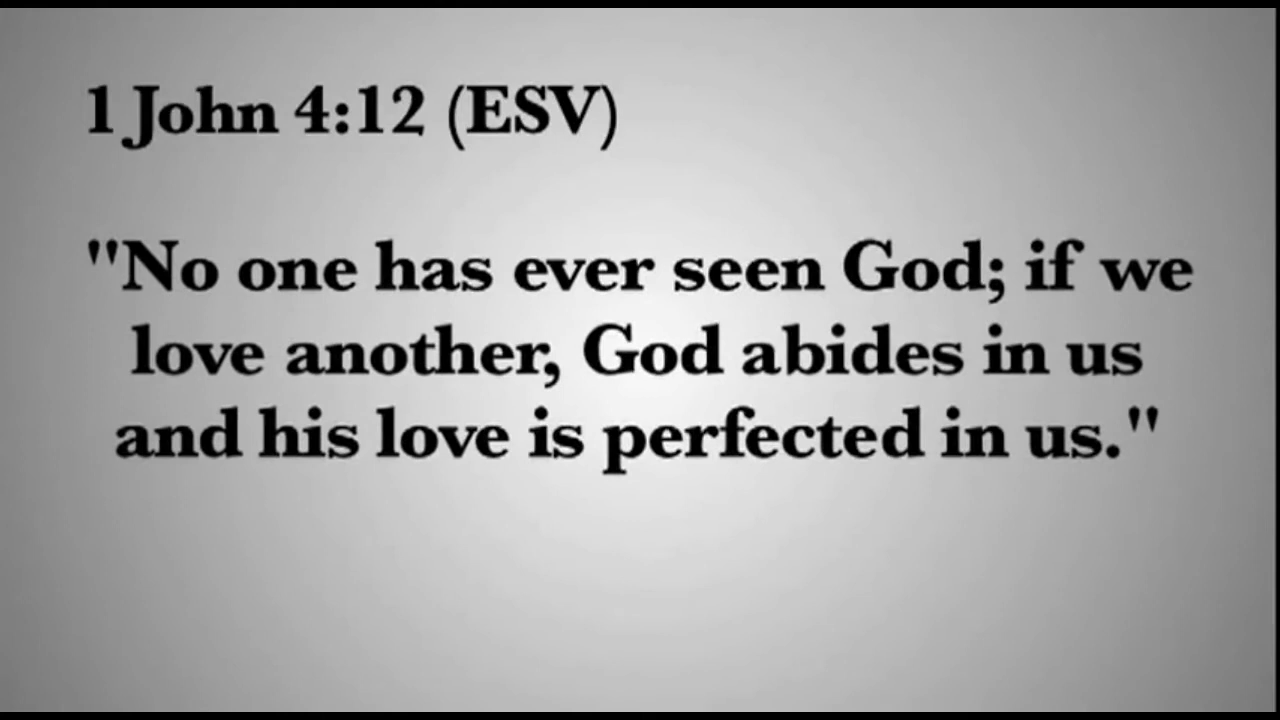 1 John 4:12 (ESV)
"No one has ever seen God; if we
love another, God abides in us
and his love is perfected in us."